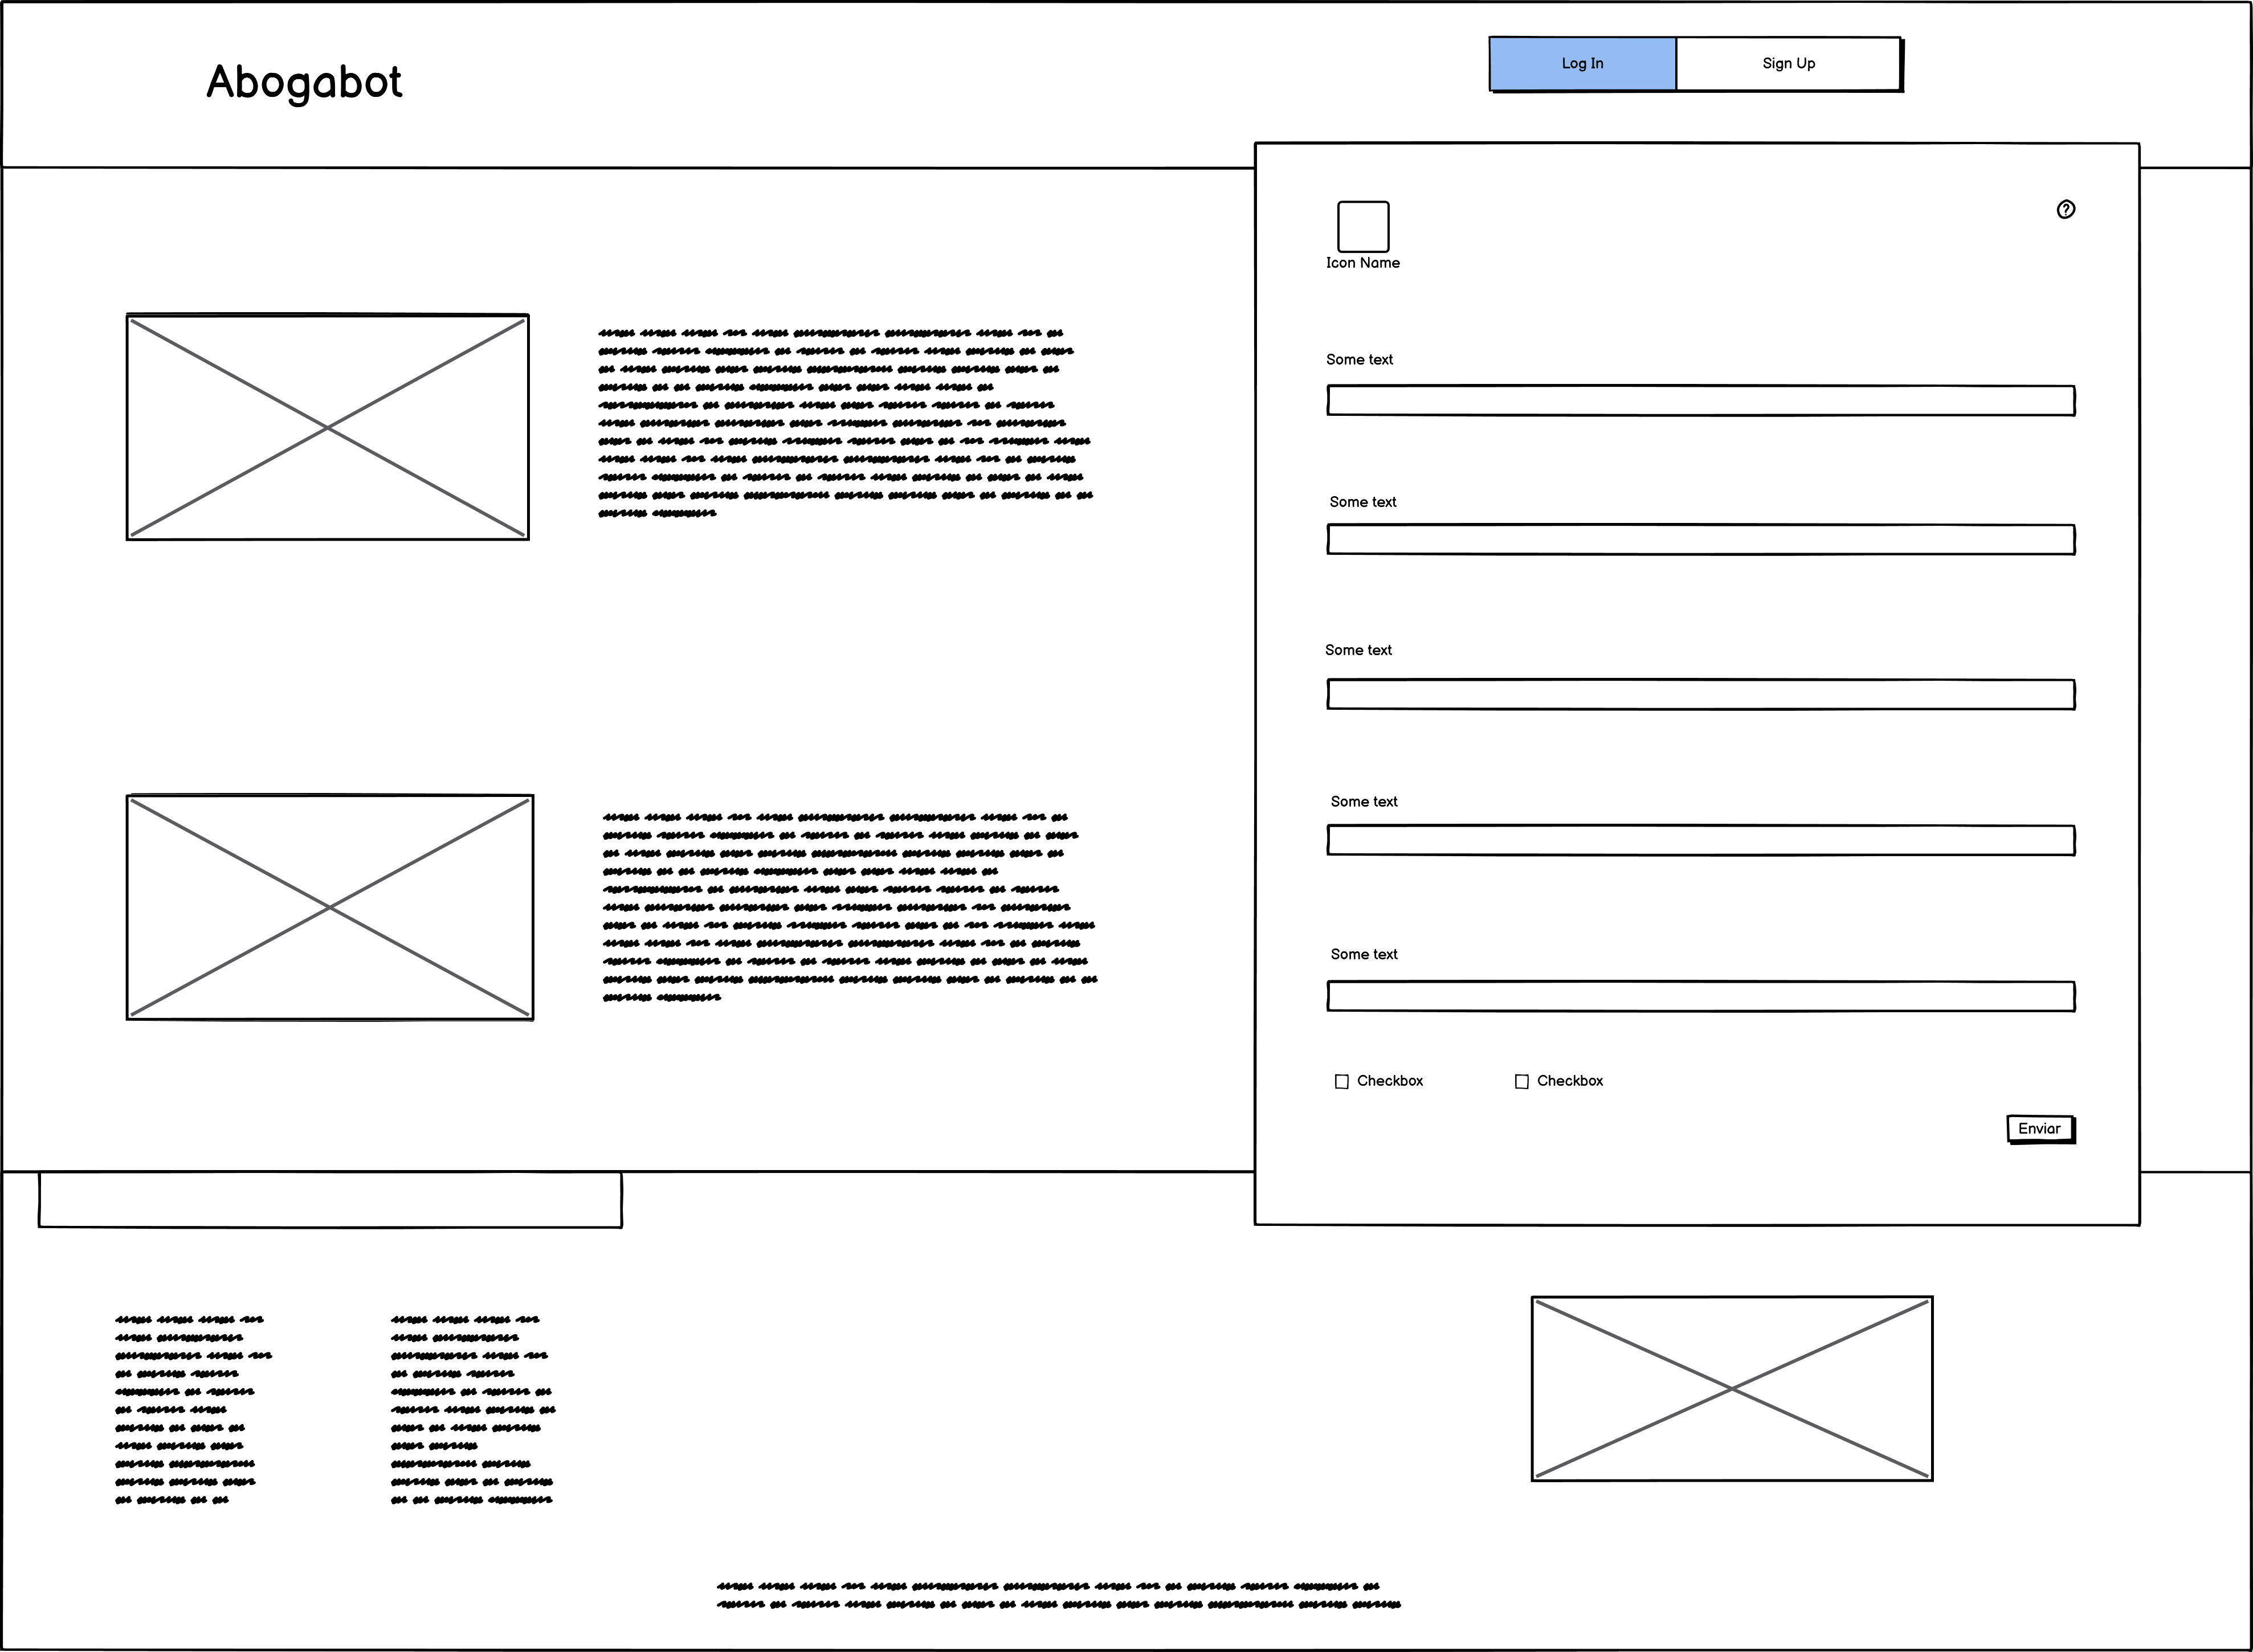 Abogabot
Log In
Sign Up
?
Icon Name
Some text
Some text
Some text
Some text
Some text
Checkbox
Checkbox
Enviar